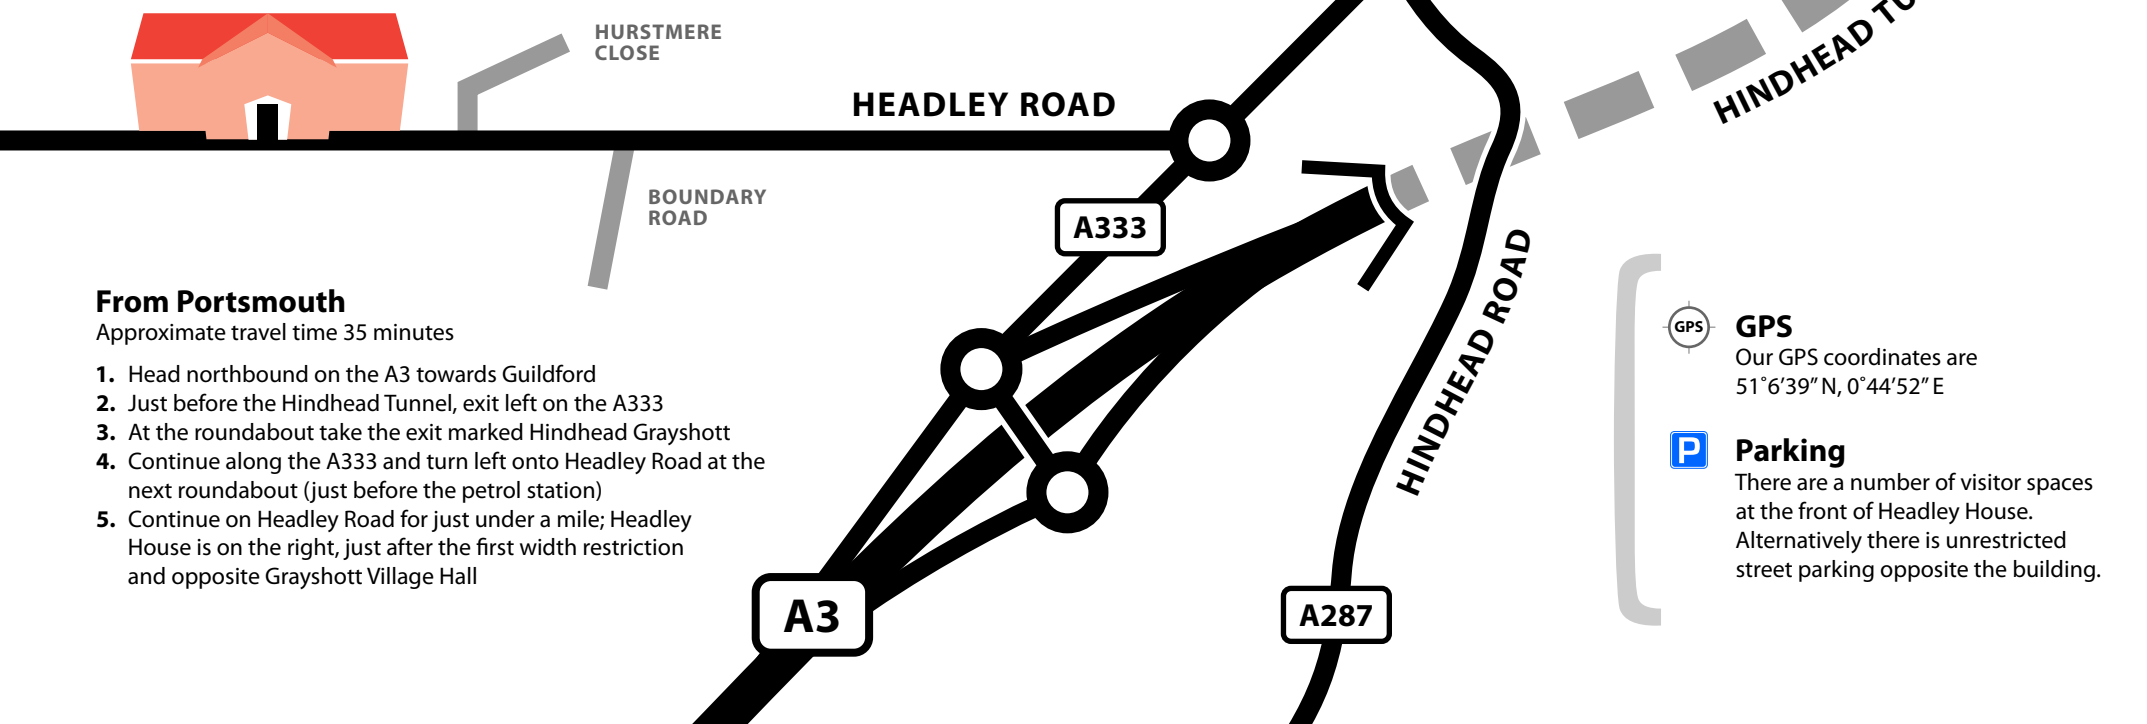 HURSTMERE
CLOSE
HEADLEY ROAD
HINDHEAD
BOUNDARY
ROAD
A333
HINDHEAD ROAD
A3
A287
From Portsmouth
Approximate travel time 35 minutes
1. Head northbound on the A3 towards Guildford
2. Just before the Hindhead Tunnel, exit left on the A333
3. At the roundabout take the exit marked Hindhead Grayshott
4. Continue along the A333 and turn left onto Headley Road at the
next roundabout (just before the petrol station)
5. Continue on Headley Road for just under a mile; Headley
House is on the right, just after the first width restriction
and opposite Grayshott Village Hall
GPS
GPS
Our GPS coordinates are
51˚6’39” N, 0˚44’52” E
P
Parking
There are a number of visitor spaces
at the front of Headley House.
Alternatively there is unrestricted
street parking opposite the building.